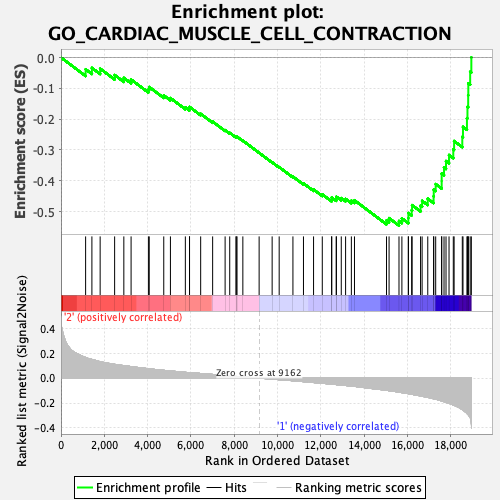 Enrichment plot:
GO_CARDIAC_MUSCLE_CELL_CONTRACTION
Enrichment score (ES)
0.0
-0.1
-0.2
-0.3
-0.4
-0.5
'2' (positively correlated)
Ranked list metric (Signal2Noise)
0.4
0.2
0.0
-0.2
-0.4
Zero cross at 9162
'1' (negatively correlated)
0
2,000
4,000
6,000
8,000
10,000
12,000
14,000
16,000
18,000
Rank in Ordered Dataset
Enrichment profile
Hits
Ranking metric scores